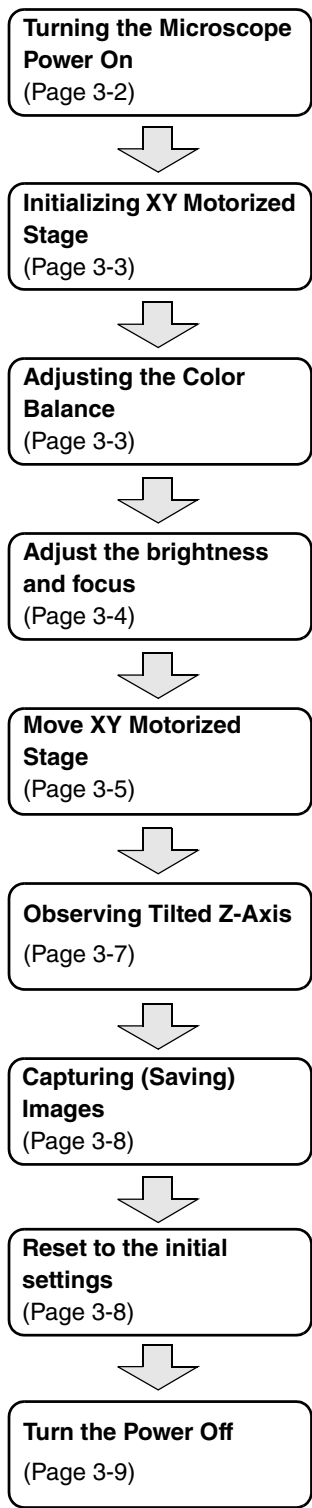 Turning the Microscope
Power On
(Page 3-2)
Initializing XY Motorized
Stage
(Page 3-3)
Adjusting the Color
Balance
(Page 3-3)
Adjust the brightness
and focus
(Page 3-4)
Move XY Motorized
Stage
(Page 3-5)
Observing Tilted Z-Axis
(Page 3-7)
Capturing (Saving)
Images
(Page 3-8)
Reset to the initial
settings
(Page 3-8)
Turn the Power Off
(Page 3-9)